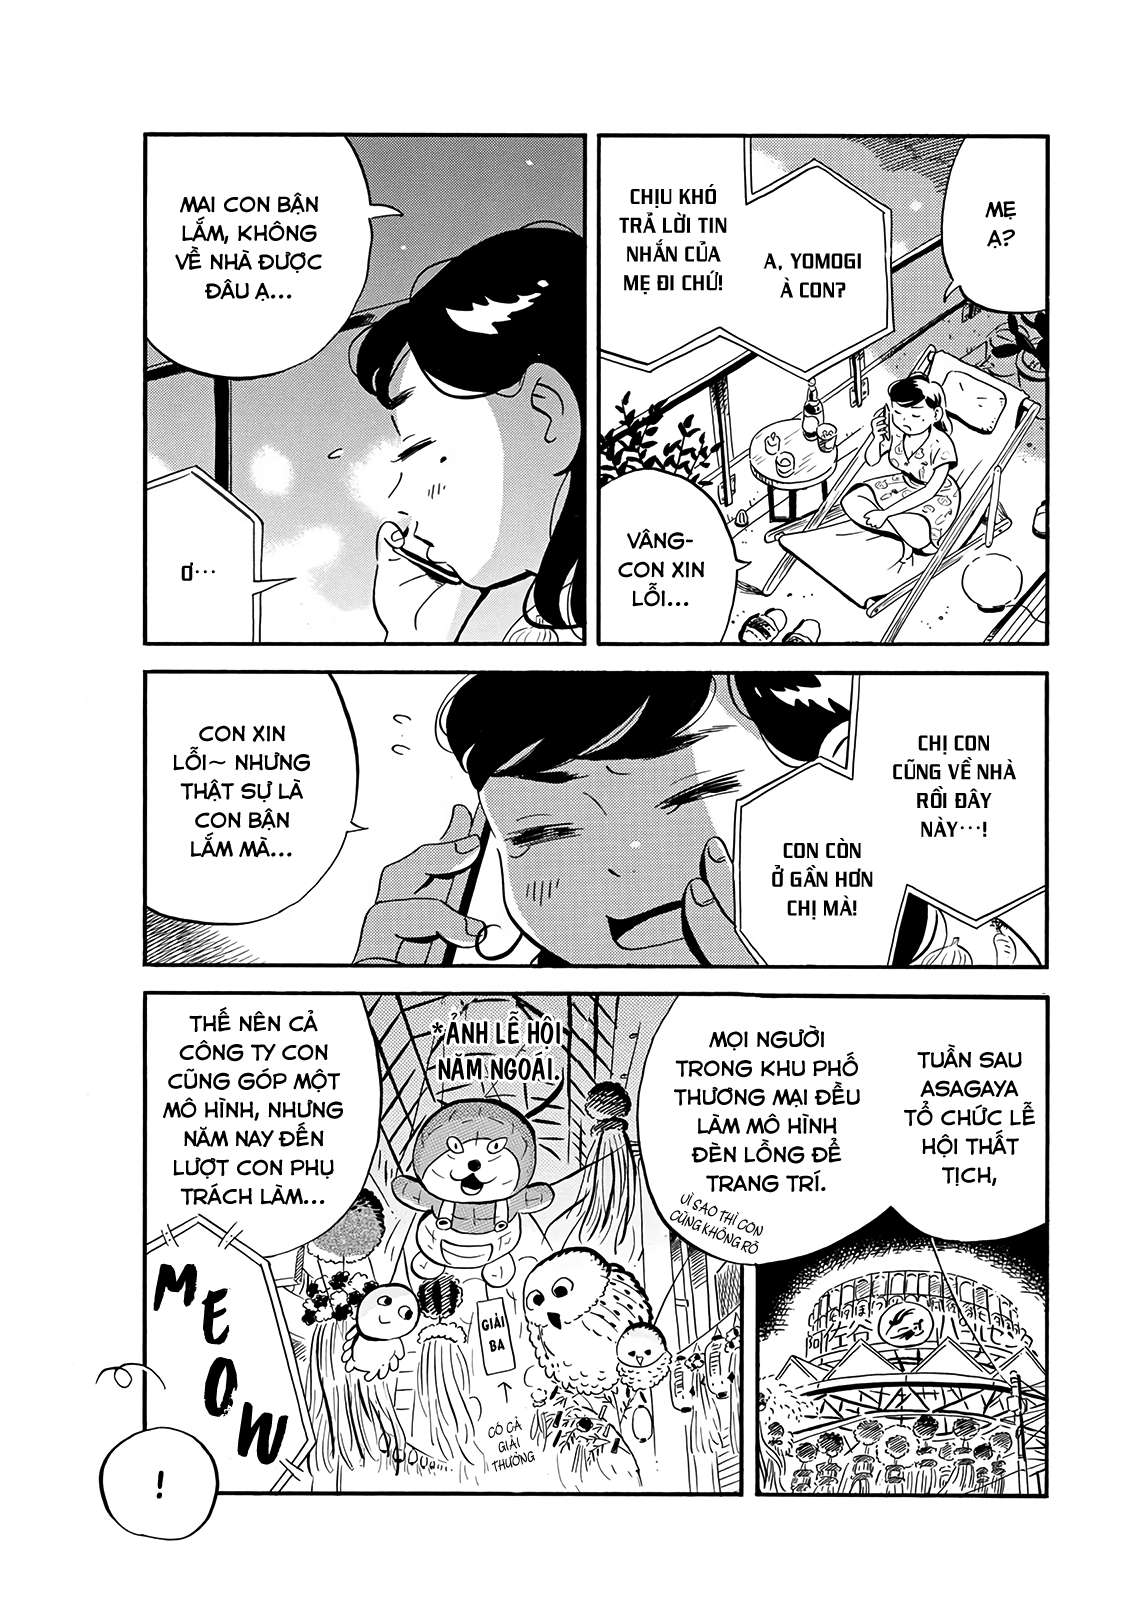 MẸ
Ạ?
A, YOMOGI
À CON?
CHỊU KHÓ
TRẢ LỜI TIN
NHẮN CỦA
MẸ ĐI CHỨ!
VÂNG-
CON XIN
LỖI...
MAI CON BẬN
LẮM, KHÔNG
VỀ NHÀ ĐƯỢC
ĐÂU Ạ...
Ơ...
CHỊ CON
CŨNG VỀ NHÀ
RỒI ĐÂY
NÀY...!
CON CÒN
Ở GẦN HƠN
CHỊ MÀ!
CON XIN
LỖI~ NHƯNG
THẬT SỰ LÀ
CON BẬN
LẮM MÀ...
TUẦN SAU
ASAGAYA
TỔ CHỨC LỄ
HỘI THẤT
TỊCH,
MỌI NGƯỜI
TRONG KHU PHỐ
THƯƠNG MẠI ĐỀU
LÀM MÔ HÌNH
ĐÈN LỒNG ĐỂ
TRANG TRÍ.
VÌ SAO THÌ CON
CŨNG KHÔNG RÕ
*ẢNH LỄ HỘI
NĂM NGOÁI.
GIẢI
BA
CÓ CẢ
GIẢI
THƯỞNG
THẾ NÊN CẢ
CÔNG TY CON
CŨNG GÓP MỘT
MÔ HÌNH, NHƯNG
NĂM NAY ĐẾN
LƯỢT CON PHỤ
TRÁCH LÀM...
MEOW
!